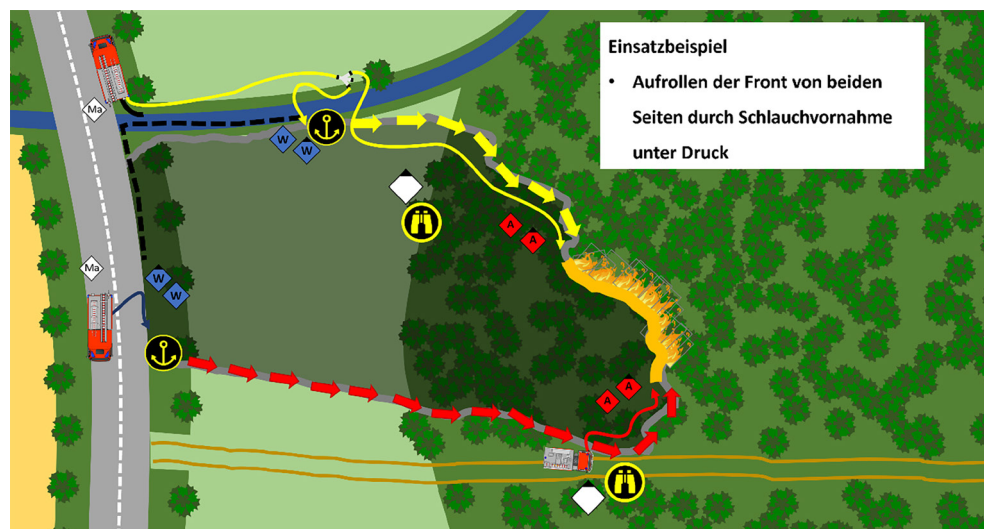 Einsatzbeispiel
• Aufrollen der Front von beiden
Seiten durch Schlauchvornahme
unter Druck
Ma
W
W
A
A
Ma
W
W
A
A